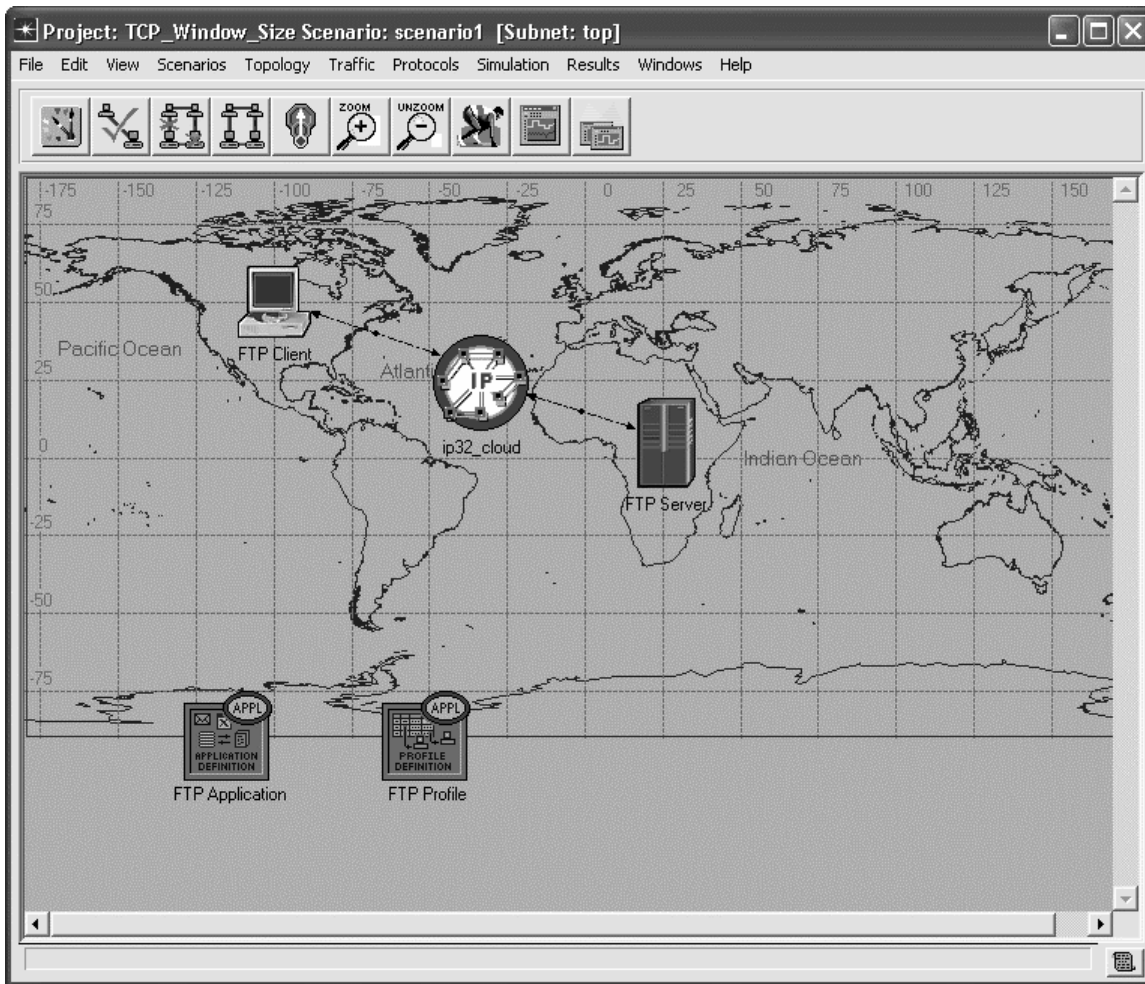 Project: TCP_Window_Size Scenario: scenario1 [Subnet: top]
File Edit View Scenarios Topology Traffic Protocols Simulation Results Windows Help
ZOOM
UNZOOM
-175 -150 -125 -100 -75 -50 -25 0 25 50 75 100 125 150
75
50
Pacific Ocean
FTP Client
Atlanti
IP
25
ip32_cloud
0
Indian Ocean
FTP Server
-25
-50
-75
APPL
APPLICATION
DEFINITION
FTP Application
APPL
PROFILE
DEFINITION
FTP Profile